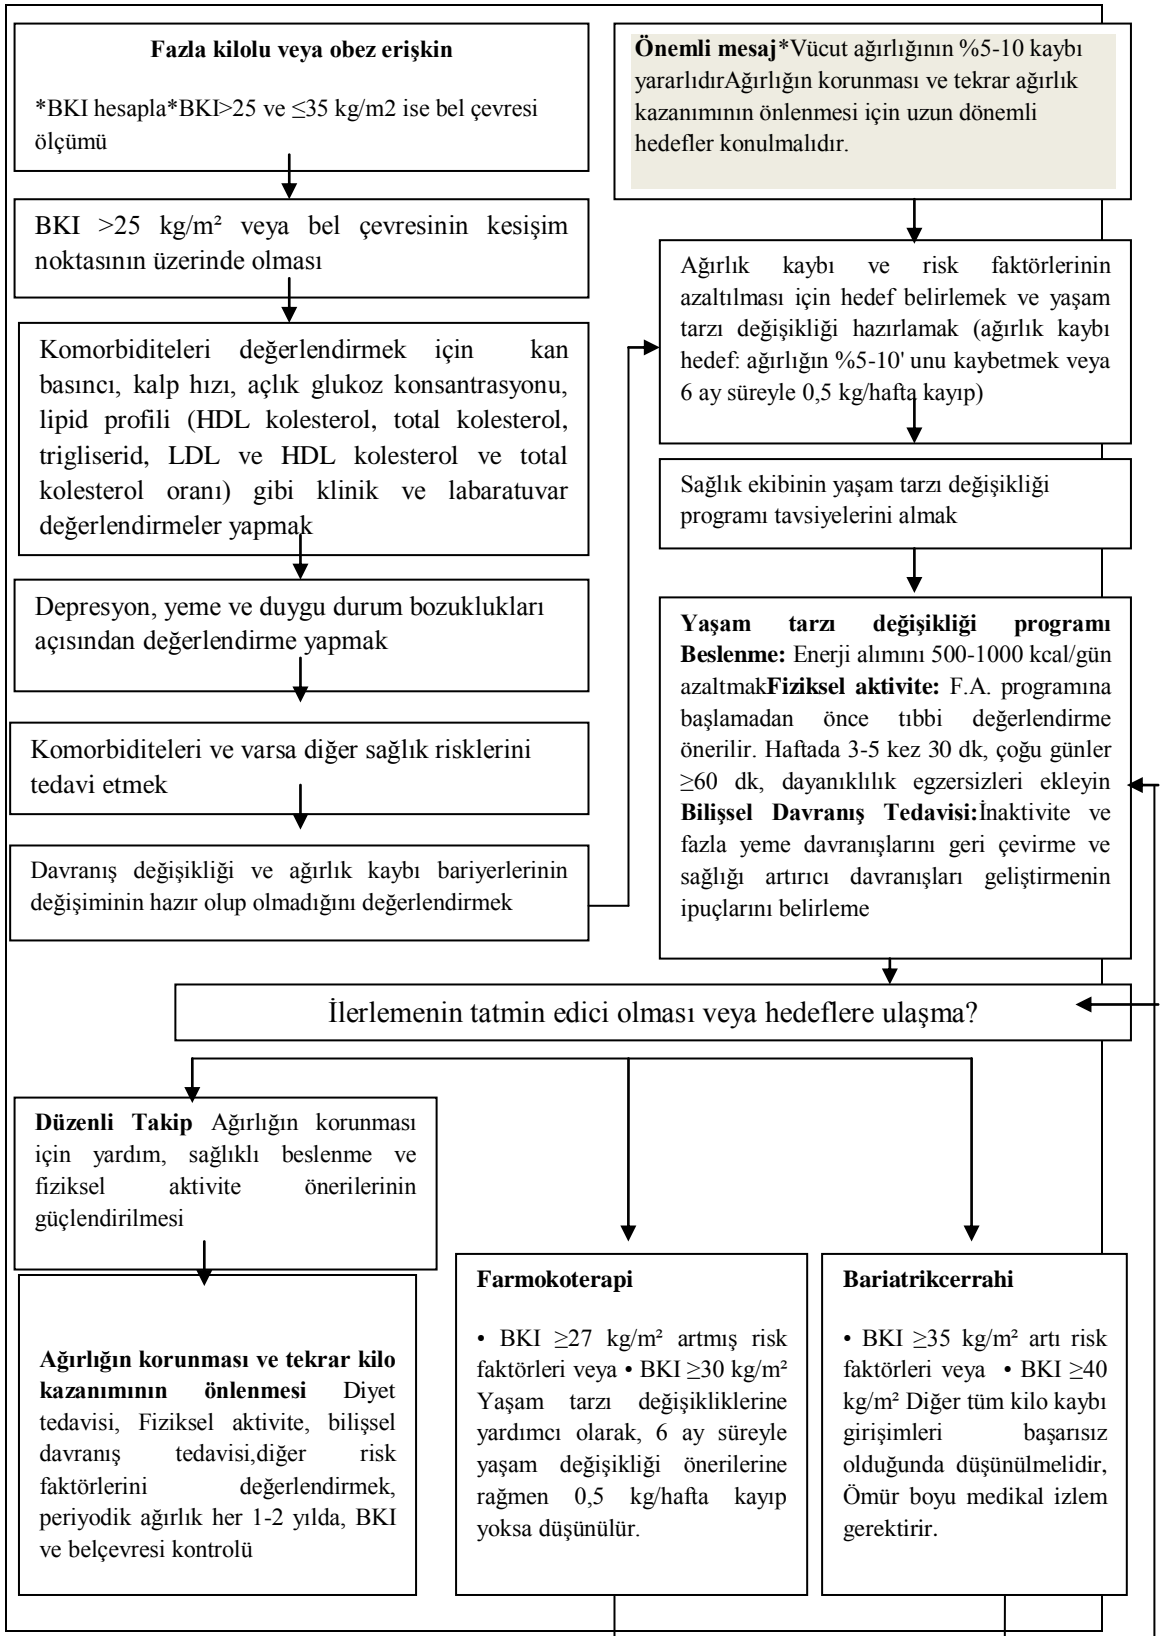 Fazla kilolu veya obez erişkin
*BKI hesapla*BKI>25 ve ≤35 kg/m2 ise bel çevresi
ölçümü
BKI >25 kg/m² veya bel çevresinin kesişim
noktasının üzerinde olması
Komorbiditeleri değerlendirmek için kan
basıncı, kalp hızı, açlık glukoz konsantrasyonu,
lipid profili (HDL kolesterol, total kolesterol,
trigliserid, LDL ve HDL kolesterol ve total
kolesterol oranı) gibi klinik ve labaratuvar
değerlendirmeler yapmak
Depresyon, yeme ve duygu durum bozuklukları
açısından değerlendirme yapmak
Komorbiditeleri ve varsa diğer sağlık risklerini
tedavi etmek
Davranış değişikliği ve ağırlık kaybı bariyerlerinin
değişiminin hazır olup olmadığını değerlendirmek
Önemli mesaj*Vücut ağırlığının %5-10 kaybı
yararlıdırAğırlığın korunması ve tekrar ağırlık
kazanımının önlenmesi için uzun dönemli
hedefler konulmalıdır.
Ağırlık kaybı ve risk faktörlerinin
azaltılması için hedef belirlemek ve yaşam
tarzı değişikliği hazırlamak (ağırlık kaybı
hedef: ağırlığın %5-10' unu kaybetmek veya
6 ay süreyle 0,5 kg/hafta kayıp)
Sağlık ekibinin yaşam tarzı değişikliği
programı tavsiyelerini almak
Yaşam tarzı değişikliği programı
Beslenme: Enerji alımını 500-1000 kcal/gün
azaltmakFiziksel aktivite: F.A. programına
başlamadan önce tıbbi değerlendirme
önerilir. Haftada 3-5 kez 30 dk, çoğu günler
≥60 dk, dayanıklılık egzersizleri ekleyin
Bilişsel Davranış Tedavisi:İnaktivite ve
fazla yeme davranışlarını geri çevirme ve
sağlığı artırıcı davranışları geliştirmenin
ipuçlarını belirleme
İlerlemenin tatmin edici olması veya hedeflere ulaşma?
Düzenli Takip Ağırlığın korunması
için yardım, sağlıklı beslenme ve
fiziksel aktivite önerilerinin
güçlendirilmesi
Ağırlığın korunması ve tekrar kilo
kazanımının önlenmesi Diyet
tedavisi, Fiziksel aktivite, bilişsel
davranış tedavisi,diğer risk
faktörlerini değerlendirmek,
periyodik ağırlık her 1-2 yılda, BKI
ve belçevresi kontrolü
Farmokoterapi
• BKI ≥27 kg/m² artmış risk
faktörleri veya • BKI ≥30 kg/m²
Yaşam tarzı değişikliklerine
yardımcı olarak, 6 ay süreyle
yaşam değişikliği önerilerine
rağmen 0,5 kg/hafta kayıp
yoksa düşünülür.
Bariatrikcerrahi
• BKI ≥35 kg/m² artı risk
faktörleri veya • BKI ≥40
kg/m² Diğer tüm kilo kaybı
girişimleri başarısız
olduğunda düşünülmelidir,
Ömür boyu medikal izlem
gerektirir.